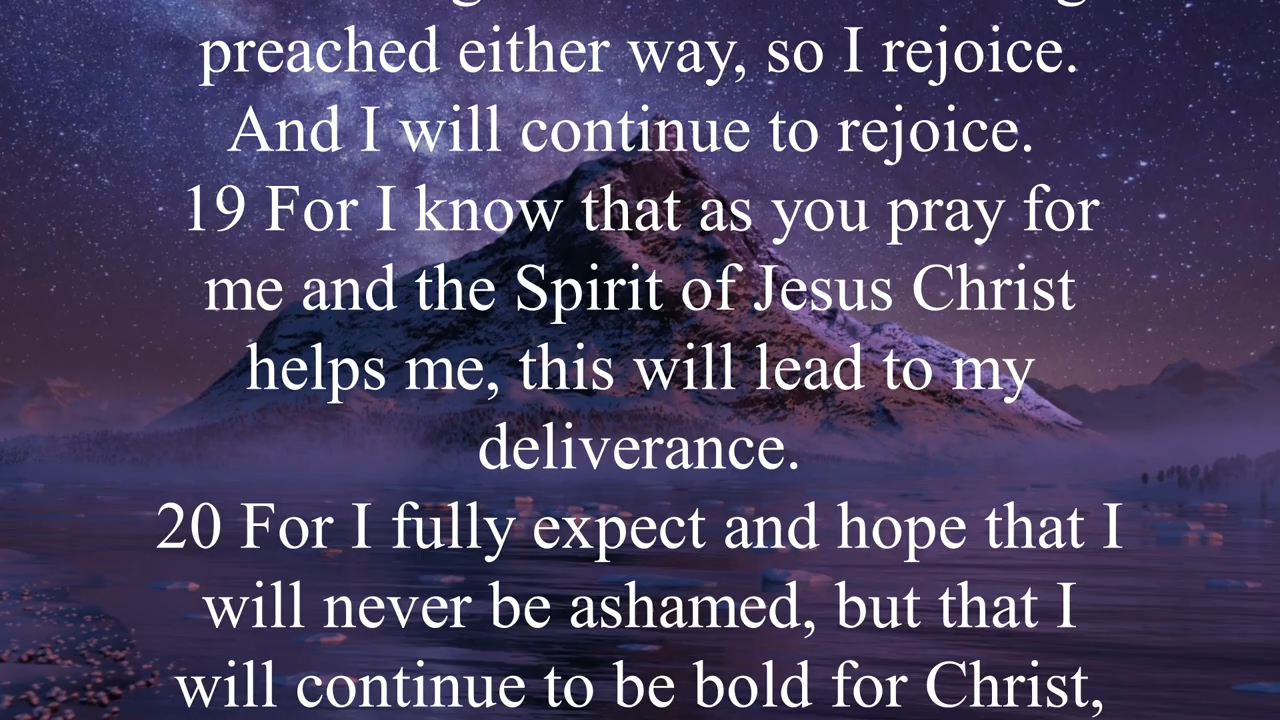 preached either way, so I rejoice.
And I will continue to rejoice.
19 For I know that as you pray for
me and the Spirit of Jesus Christ
helps me, this will lead to my
deliverance.
20 For I fully expect and hope that I
will never be ashamed, but that I
will continue to be bold for Christ,